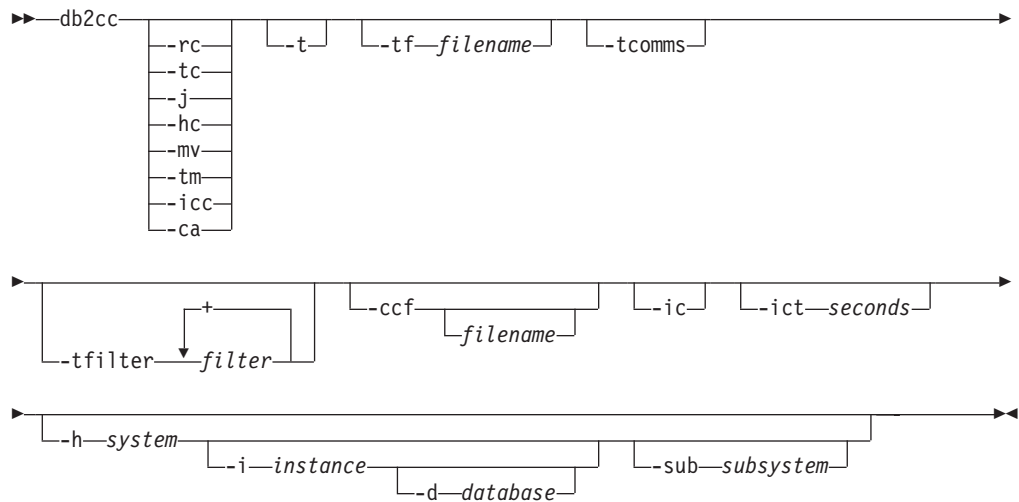 db2cc
-rc -t -tf filename -tcomms
-tc
-j
-hc
-mv
-tm
-icc
-ca
+ -ccf -ic -ict seconds
filename
-tfilter filter
-h system
-i instance -sub subsystem
-d database